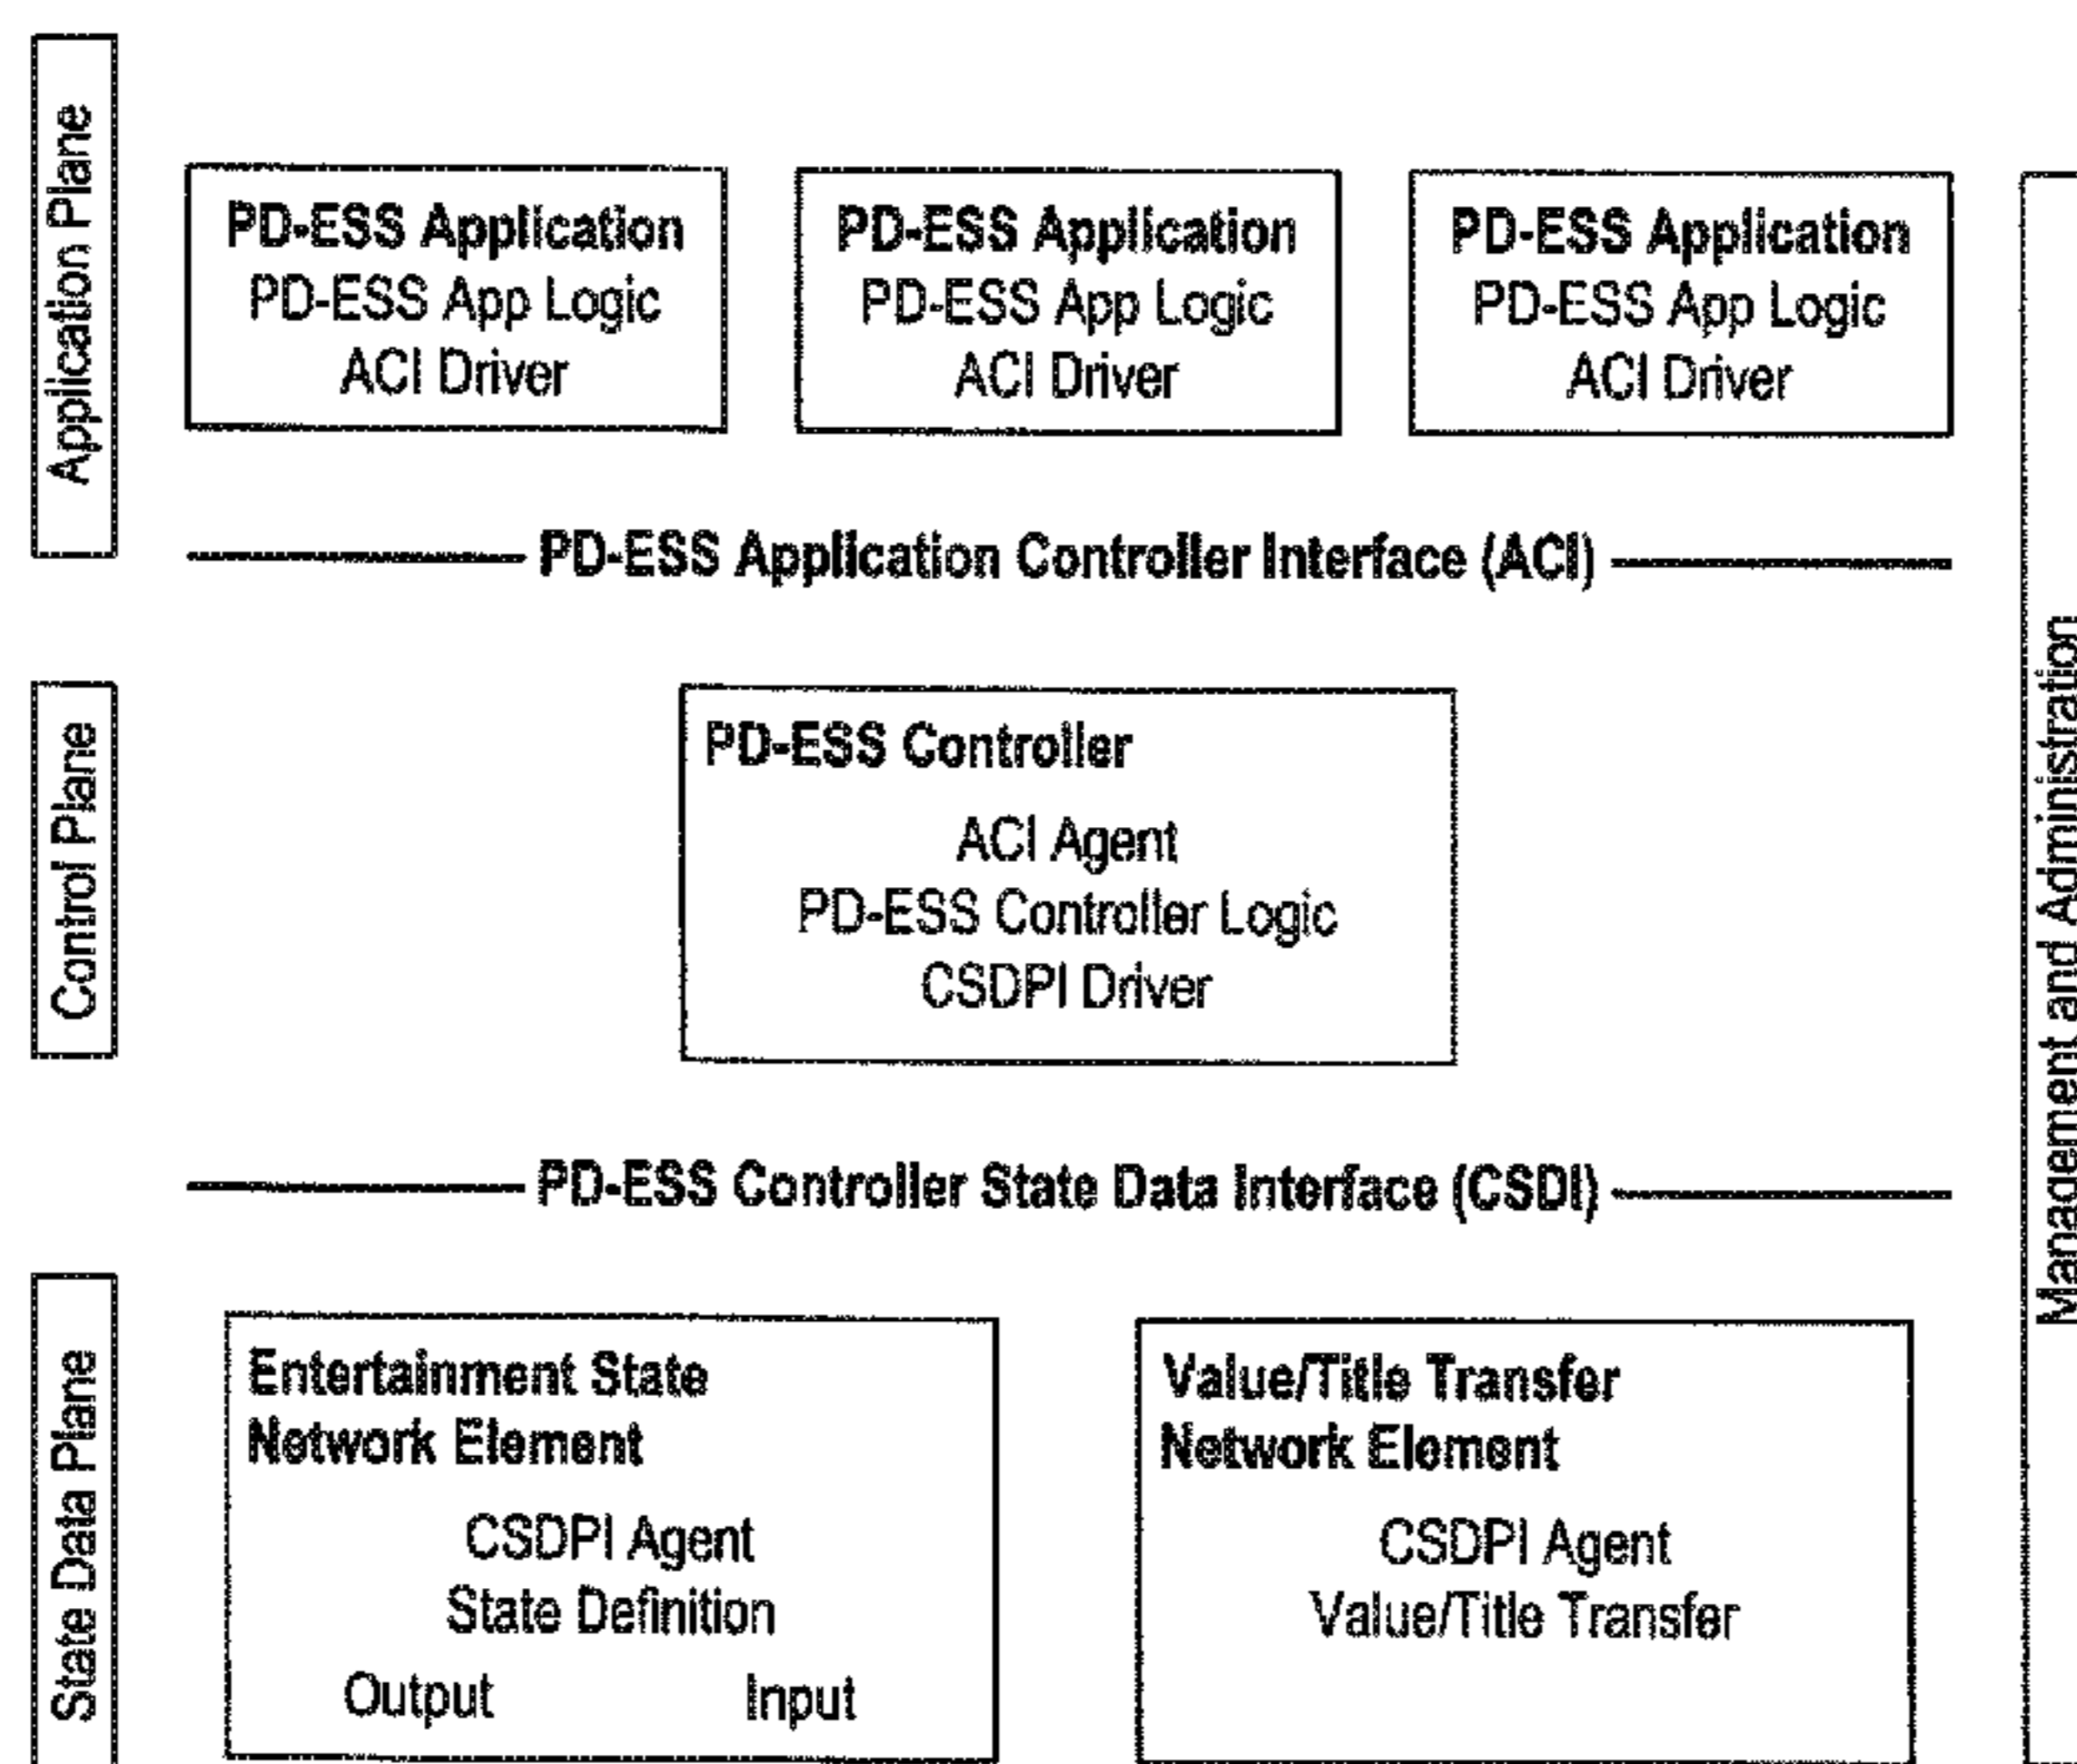 Application Plane
PD-ESS Application
PD-ESS App Logic
ACI Driver
PD-ESS Application
PD-ESS App Logic
ACI Driver
PD-ESS Application
PD-ESS App Logic
ACI Driver
PD-ESS Application Controller Interface (ACI)
Control Plane
PD-ESS Controller
ACI Agent
PD-ESS Controller Logic
CSDPI Driver
Management and Administration
PD-ESS Controller State Data Interface (CSDI)
State Data Plane
Entertainment State
Network Element
CSDPI Agent
State Definition
Output Input
Value/Title Transfer
Network Element
CSDPI Agent
Value/Title Transfer